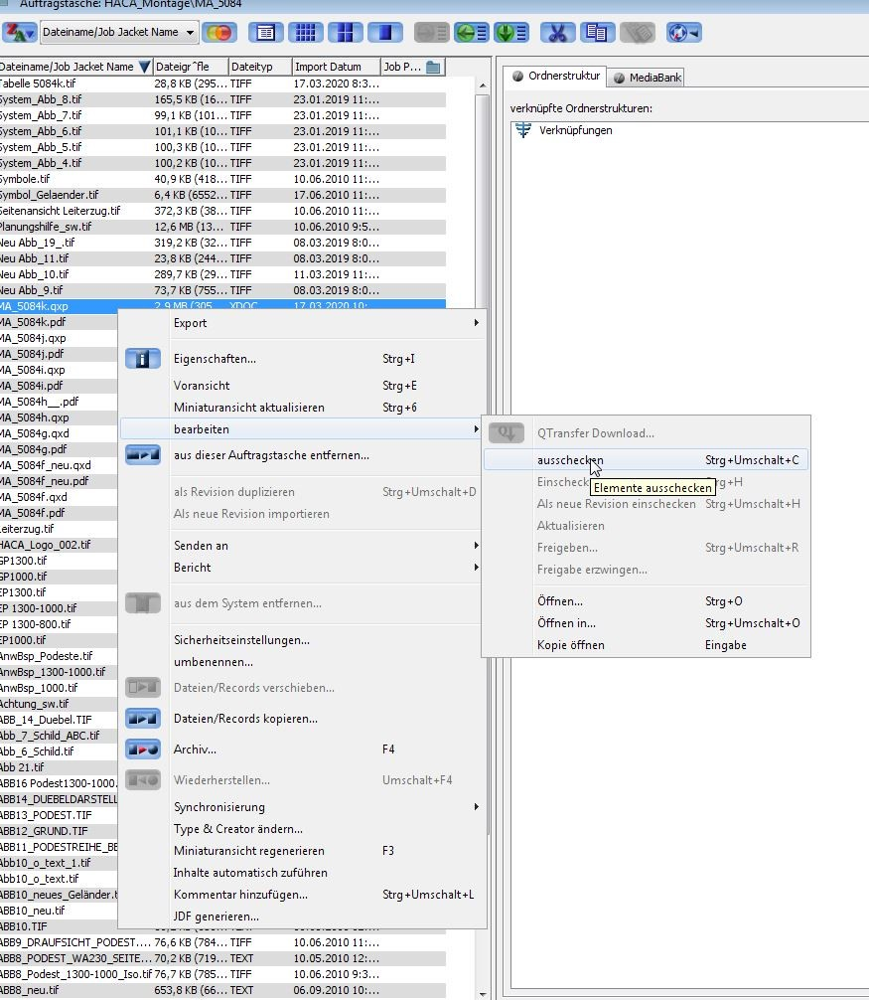 Auftragstasche: HACA_Montage\MA_5084
Dateiname/Job Jacket Name
Dateiname/Job Jacket Name Dateigr^fle Dateityp Import Datum Job P...
Tabelle 5084k.tif 28,8 KB (295... TIFF 17.03.2020 8:3...
System_Abb_8.tif 165,5 KB (16... TIFF 23.01.2019 11:...
System_Abb_7.tif 99,1 KB (101... TIFF 23.01.2019 11:...
System_Abb_6.tif 101,1 KB (10... TIFF 23.01.2019 11:...
System_Abb_5.tif 100,3 KB (10... TIFF 23.01.2019 11:...
System_Abb_4.tif 100,2 KB (10... TIFF 23.01.2019 11:...
Symbole.tif 40,9 KB (418... TIFF 10.06.2010 11:...
Symbol_Gelaender.tif 6,4 KB (6552... TIFF 17.06.2010 11:...
Seitenansicht Leiterzug.tif 372,3 KB (38... TIFF 10.06.2010 11:...
Planungshilfe_sw.tif 12,6 MB (13... TIFF 10.06.2010 9:5...
Neu Abb_19_.tif 319,2 KB (32... TIFF 08.03.2019 8:0...
Neu Abb_11.tif 23,8 KB (244... TIFF 08.03.2019 8:0...
Neu Abb_10.tif 289,7 KB (29... TIFF 11.03.2019 10:...
Neu Abb_9.tif 73,7 KB (755... TIFF 08.03.2019 8:0...
MA_5084k.qxp 2,9 MB (305... XDOC 17.03.2020 10:...
MA_5084k.pdf
MA_5084j.qxp
MA_5084j.pdf
MA_5084i.qxp
MA_5084i.pdf
MA_5084h__.pdf
MA_5084h.qxp
MA_5084g.qxd
MA_5084g.pdf
MA_5084f_neu.qxd
MA_5084f_neu.pdf
MA_5084f.qxd
MA_5084f.pdf
Leiterzug.tif
HACA_Logo_002.tif
GP1300.tif
GP1000.tif
EP1300.tif
EP 1300-1000.tif
EP 1300-800.tif
EP1000.tif
AnwBsp_Podeste.tif
AnwBsp_1300-1000.tif
AnwBsp_1000.tif
Achtung_sw.tif
ABB_14_Duebel.TIF
Abb_7_Schild_ABC.tif
Abb_6_Schild.tif
Abb 21.tif
ABB16 Podest1300-1000.
ABB14_DUEBELDARSTELL
ABB13_PODEST.TIF
ABB12_GRUND.TIF
ABB11_PODESTREIHE_BE
Abb10_o_text_1.tif
Abb10_o_text.tif
ABB10_neues_Geländer.t
ABB10_neu.tif
ABB10.TIF
ABB9_DRAUFSICHT_PODEST.... 76,6 KB (784... TIFF 10.06.2010 11:...
ABB8_PODEST_WA230_SEITE... 70,2 KB (719... TEXT 10.05.2010 12:...
ABB8_Podest_1300-1000_Iso.tif 76,7 KB (785... TIFF 10.06.2010 9:3...
ABB8_neu.tif 653,8 KB (66... TEXT 06.09.2010 10:...
Export
Eigenschaften... Strg+I
Voransicht Strg+E
Miniaturansicht aktualisieren Strg+6
bearbeiten
aus dieser Auftragstasche entfernen...
als Revision duplizieren Strg+Umschalt+D
Als neue Revision importieren
Senden an
Bericht
aus dem System entfernen...
Sicherheitseinstellungen...
umbenennen...
Dateien/Records verschieben...
Dateien/Records kopieren...
Archiv... F4
Wiederherstellen... Umschalt+F4
Synchronisierung
Type & Creator ändern...
Miniaturansicht regenerieren F3
Inhalte automatisch zuführen
Kommentar hinzufügen... Strg+Umschalt+L
JDF generieren...
Ordnerstruktur MediaBank
verknüpfte Ordnerstrukturen:
Verknüpfungen
QTransfer Download...
ausschecken Strg+Umschalt+C
Einscheck rg+H
Elemente ausschecken
Als neue Revision einschecken Strg+Umschalt+H
Aktualisieren
Freigeben... Strg+Umschalt+R
Freigabe erzwingen...
Öffnen... Strg+O
Öffnen in... Strg+Umschalt+O
Kopie öffnen Eingabe